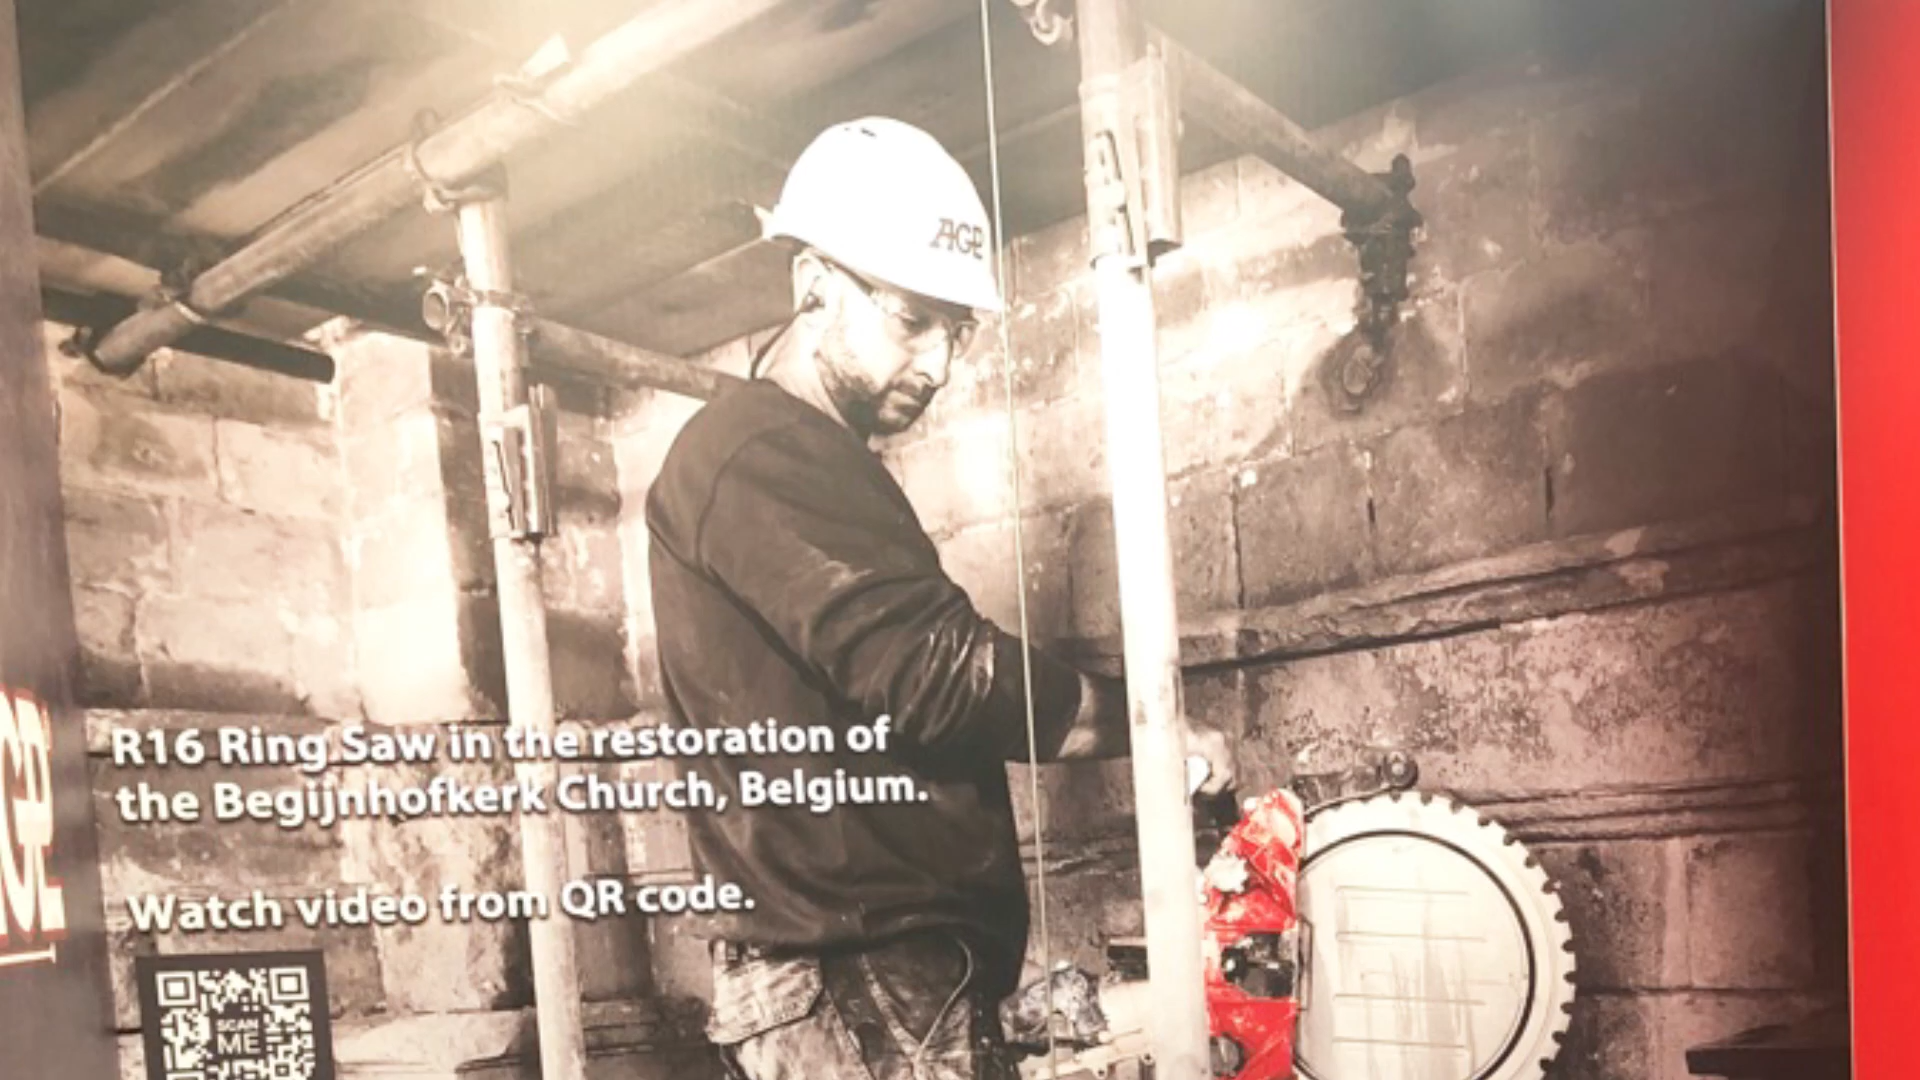 AGP
R16 Ring Saw in the restoration of
the Begijnhofkerk Church, Belgium.
Watch video from QR code.
SCAN
ME